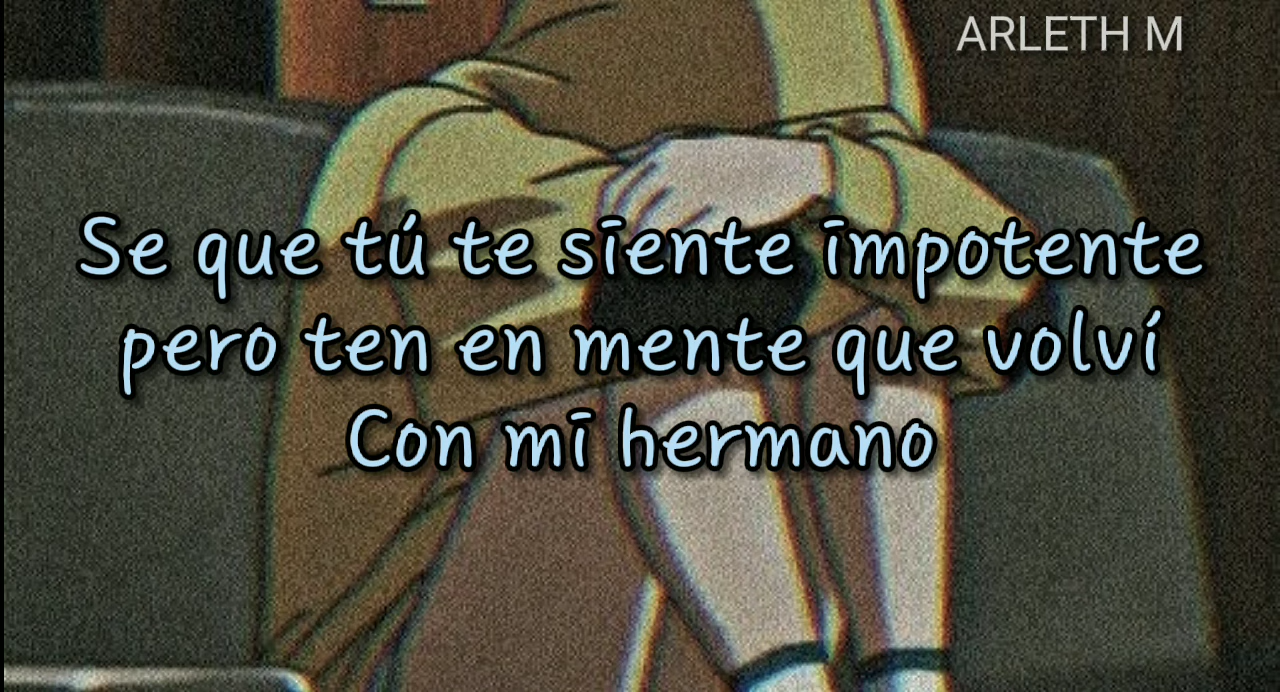 ARLETH M
Se que tú te siente impotente
pero ten en mente que volví
Con mi hermano